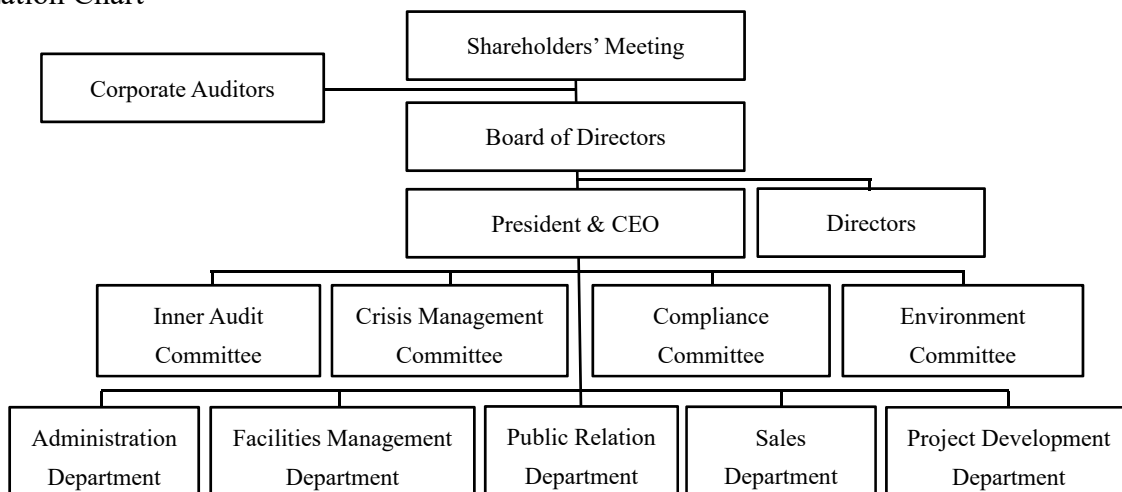 Chart
Shareholders' Meeting
Corporate Auditors
Board of Directors
President & CEO
Directors
Inner Audit
Committee
Crisis Management
Committee
Compliance
Committee
Environment
Committee
Administration
Department
Facilities Management
Department
Public Relation
Department
Sales
Department
Project Development
Department